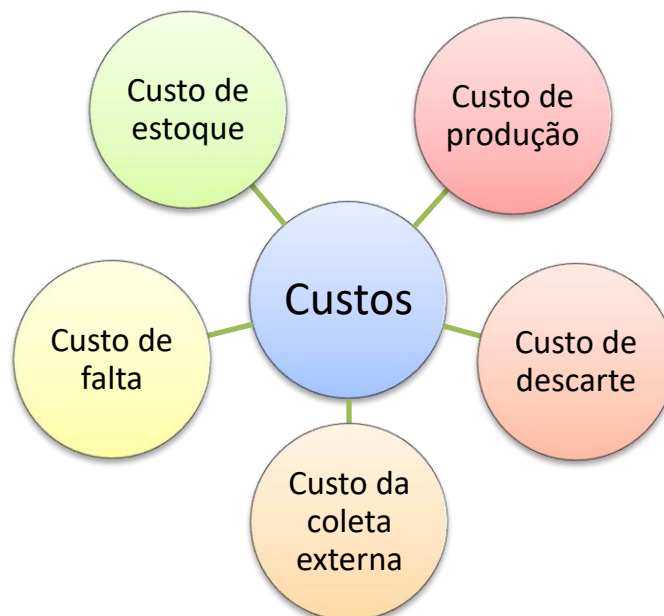 Custo de
estoque
Custo de
produção
Custos
Custo de
falta
Custo de
descarte
Custo da
coleta
externa